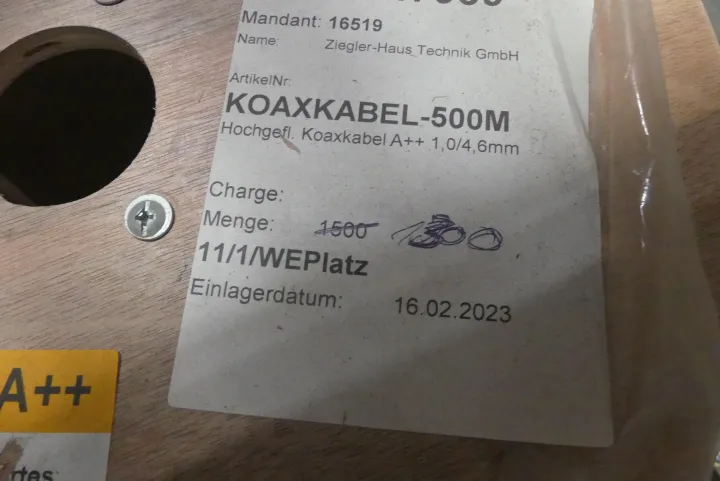 Mandant: 16519
Name: Ziegler-Haus Technik GmbH
ArtikelNr.
KOAXKABEL-500M
Hochgefl. Koaxkabel A++ 1,0/4,6mm
Charge:
Menge: 1500
11/1/WEPlatz
Einlagerdatum: 16.02.2023
A++